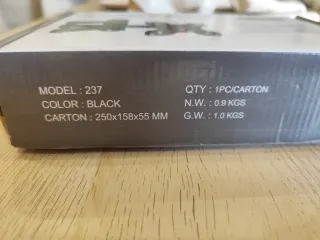 MODEL : 237
COLOR : BLACK
CARTON : 250x158x55 MM
QTY : 1PC/CARTON
N.W. : 0.9 KGS
G.W. : 1.0 KGS